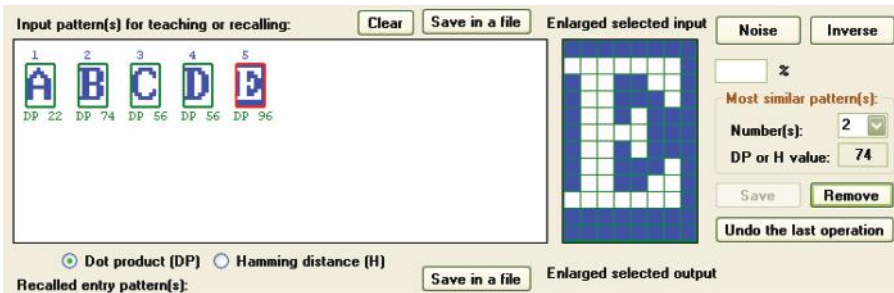 Input pattern(s) for teaching or recalling: Clear Save in a file Enlarged selected input Noise Inverse
1 2 3 4 5
A B C D E
DP 22 DP 74 DP 56 DP 56 DP 96
%
Most similar pattern(s):
Number(s): 2
DP or H value: 74
Save Remove
Undo the last operation
Dot product (DP) Hamming distance (H)
Recalled entry pattern(s): Save in a file Enlarged selected output